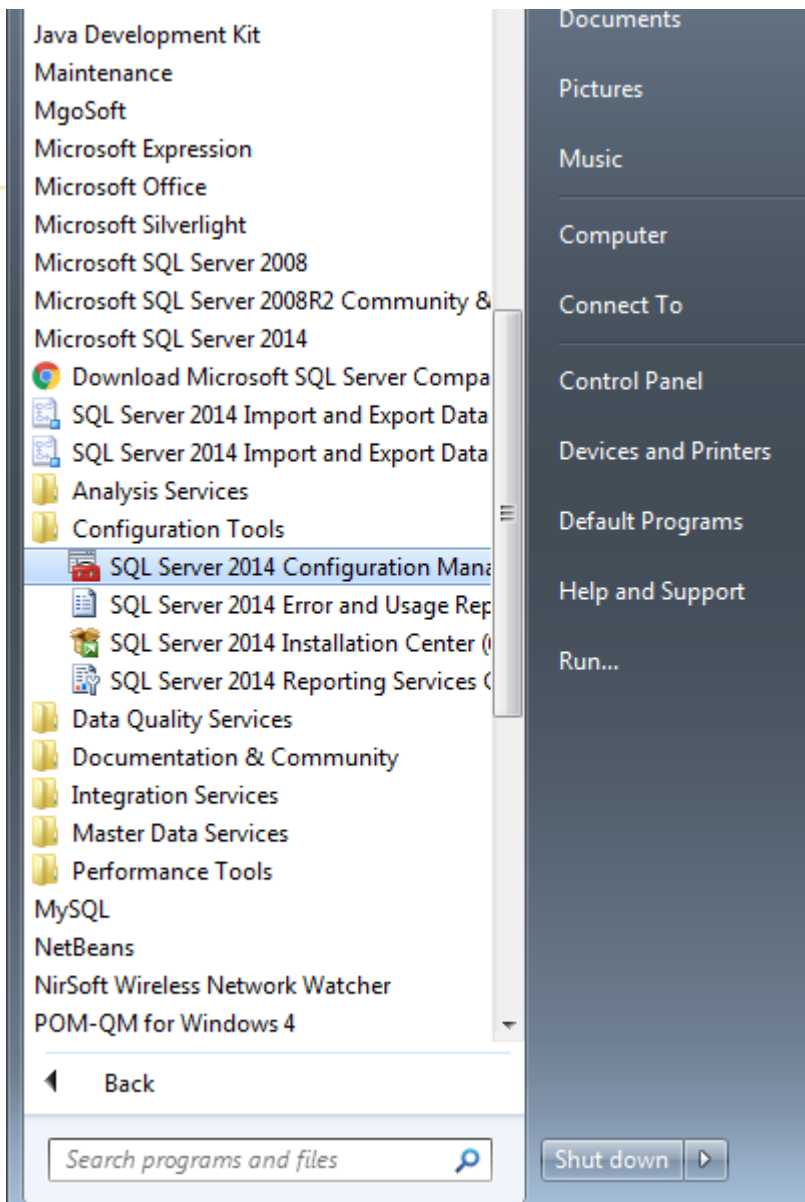 Java Development Kit
Maintenance
MgoSoft
Microsoft Expression
Microsoft Office
Microsoft Silverlight
Microsoft SQL Server 2008
Microsoft SQL Server 2008R2 Community &
Microsoft SQL Server 2014
Download Microsoft SQL Server Compa
SQL Server 2014 Import and Export Data
SQL Server 2014 Import and Export Data
Analysis Services
Configuration Tools
SQL Server 2014 Configuration Mana
SQL Server 2014 Error and Usage Rep
SQL Server 2014 Installation Center (
SQL Server 2014 Reporting Services C
Data Quality Services
Documentation & Community
Integration Services
Master Data Services
Performance Tools
MySQL
NetBeans
NirSoft Wireless Network Watcher
POM-QM for Windows 4
Back
Search programs and files
Documents
Pictures
Music
Computer
Connect To
Control Panel
Devices and Printers
Default Programs
Help and Support
Run...
Shut down